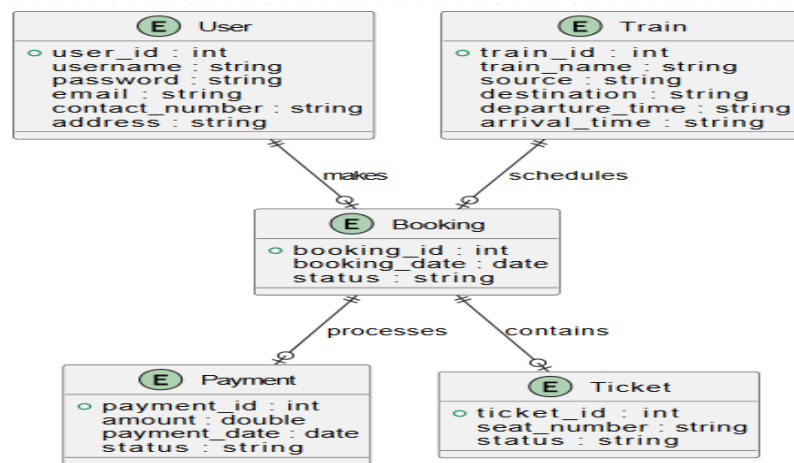 E User
user_id : int
username : string
password : string
email : string
contact_number : string
address : string
E Train
train_id : int
train_name : string
source : string
destination : string
departure_time : string
arrival_time : string
makes
schedules
E Booking
booking_id : int
booking_date : date
status : string
processes
contains
E Payment
payment_id : int
amount : double
payment_date : date
status : string
E Ticket
ticket_id : int
seat_number : string
status : string